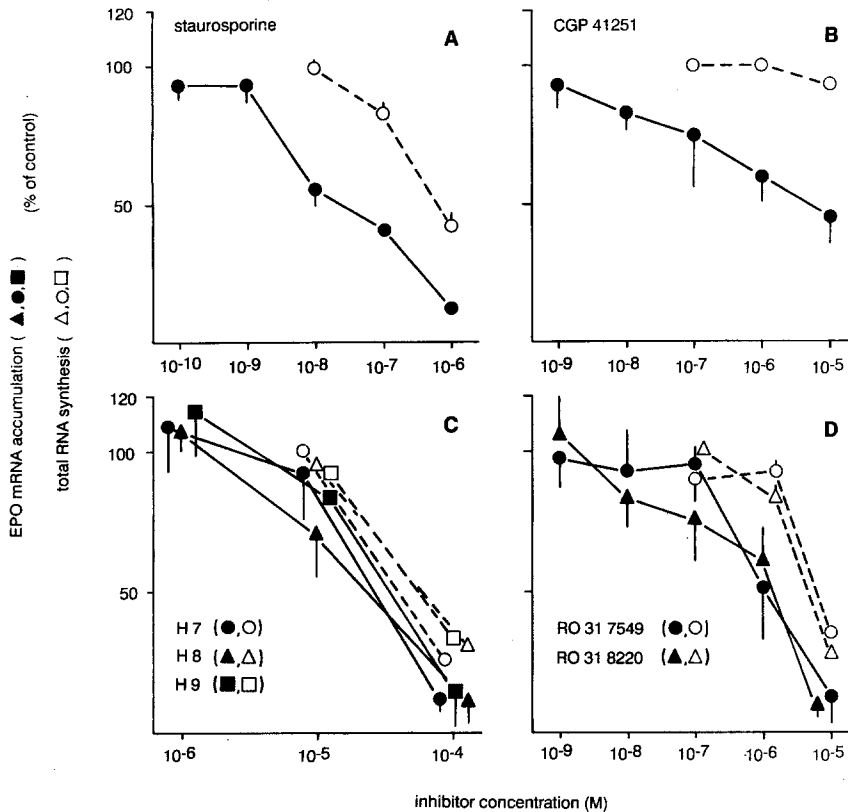 EPO mRNA accumulation (▲,●,■) (% of control)
total RNA synthesis (△,○,□)
120
100
50
staurosporine
A
10-10 10-9 10-8 10-7 10-6
CGP 41251
B
10-9 10-8 10-7 10-6 10-5
120
100
50
C
H7 (●,○)
H8 (▲,△)
H9 (■,□)
10-6 10-5 10-4
D
RO 31 7549 (●,○)
RO 31 8220 (▲,△)
10-9 10-8 10-7 10-6 10-5
inhibitor concentration (M)